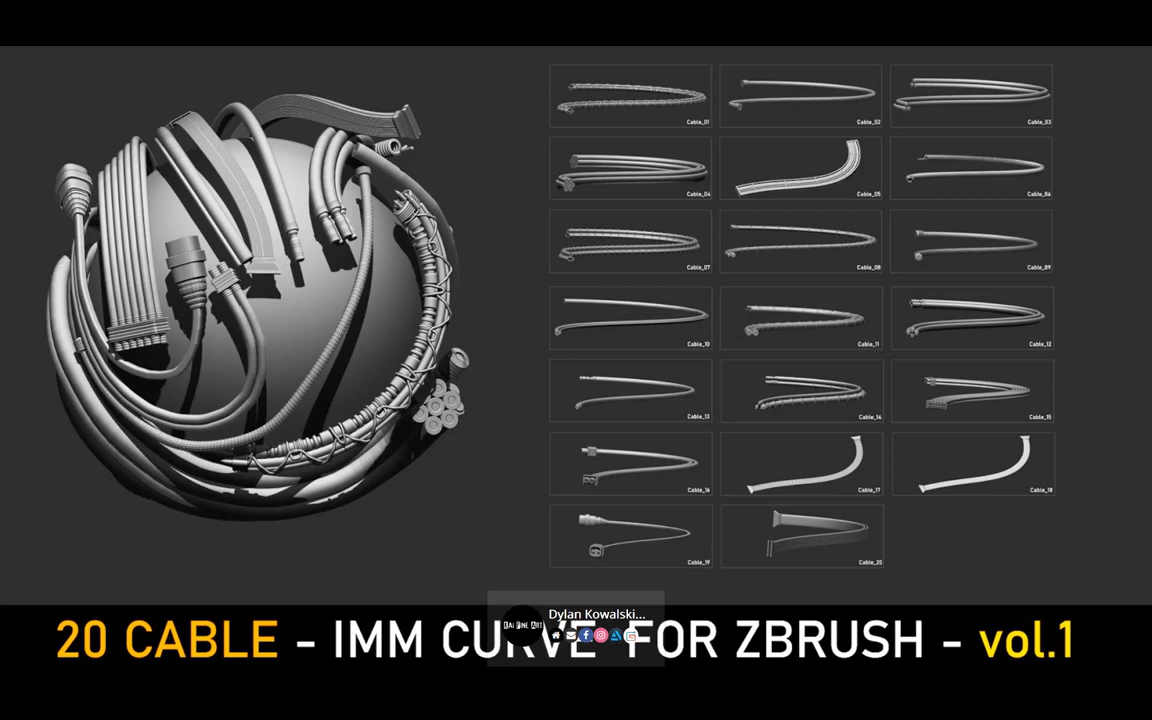 Cable_01
Cable_02
Cable_03
Cable_04
Cable_05
Cable_06
Cable_07
Cable_08
Cable_09
Cable_10
Cable_11
Cable_12
Cable_13
Cable_14
Cable_15
Cable_16
Cable_17
Cable_18
Cable_19
Cable_20
Dylan Kowalski...
20 CABLE - IMM CURVE FOR ZBRUSH - vol.1